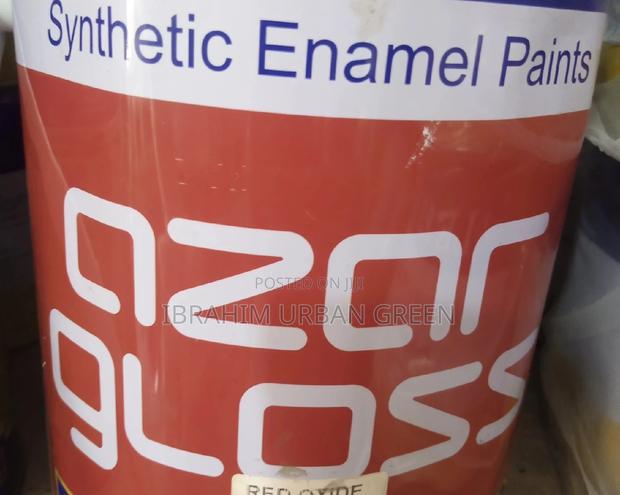 Synthetic Enamel Paints
azar
POSTED ON JIJI
IBRAHIM URBAN GREEN
gloss
RED OXIDE